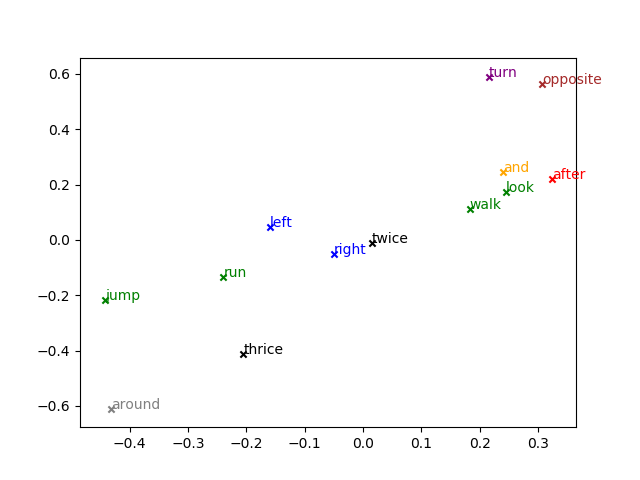 0.6
turn
opposite
0.4
and
0.2
after
look
walk
left
0.0
twice
right
run
−0.2
jump
−0.4
thrice
−0.6
around
−0.4 −0.3 −0.2 −0.1 0.0 0.1 0.2 0.3